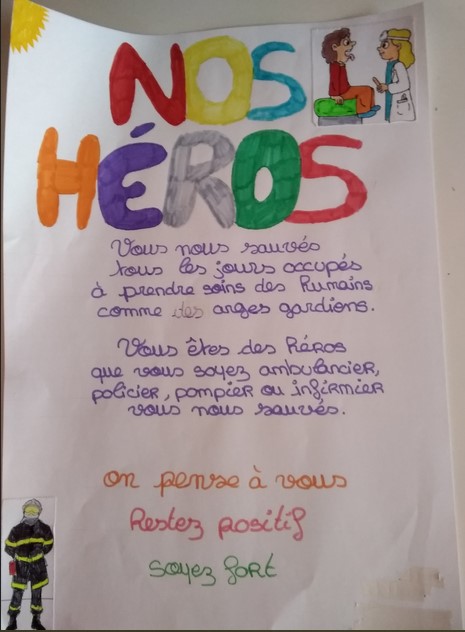 NOS
HÉROS
Vous nous sauvés
tous les jours occupés
à prendre soins des humains
comme des anges gardions.
Vous êtes des héros
que vous soyez ambulancier,
policier, pompier ou infirmier
vous nous sauvés.
on pense à vous
Restez positif
soyez fort